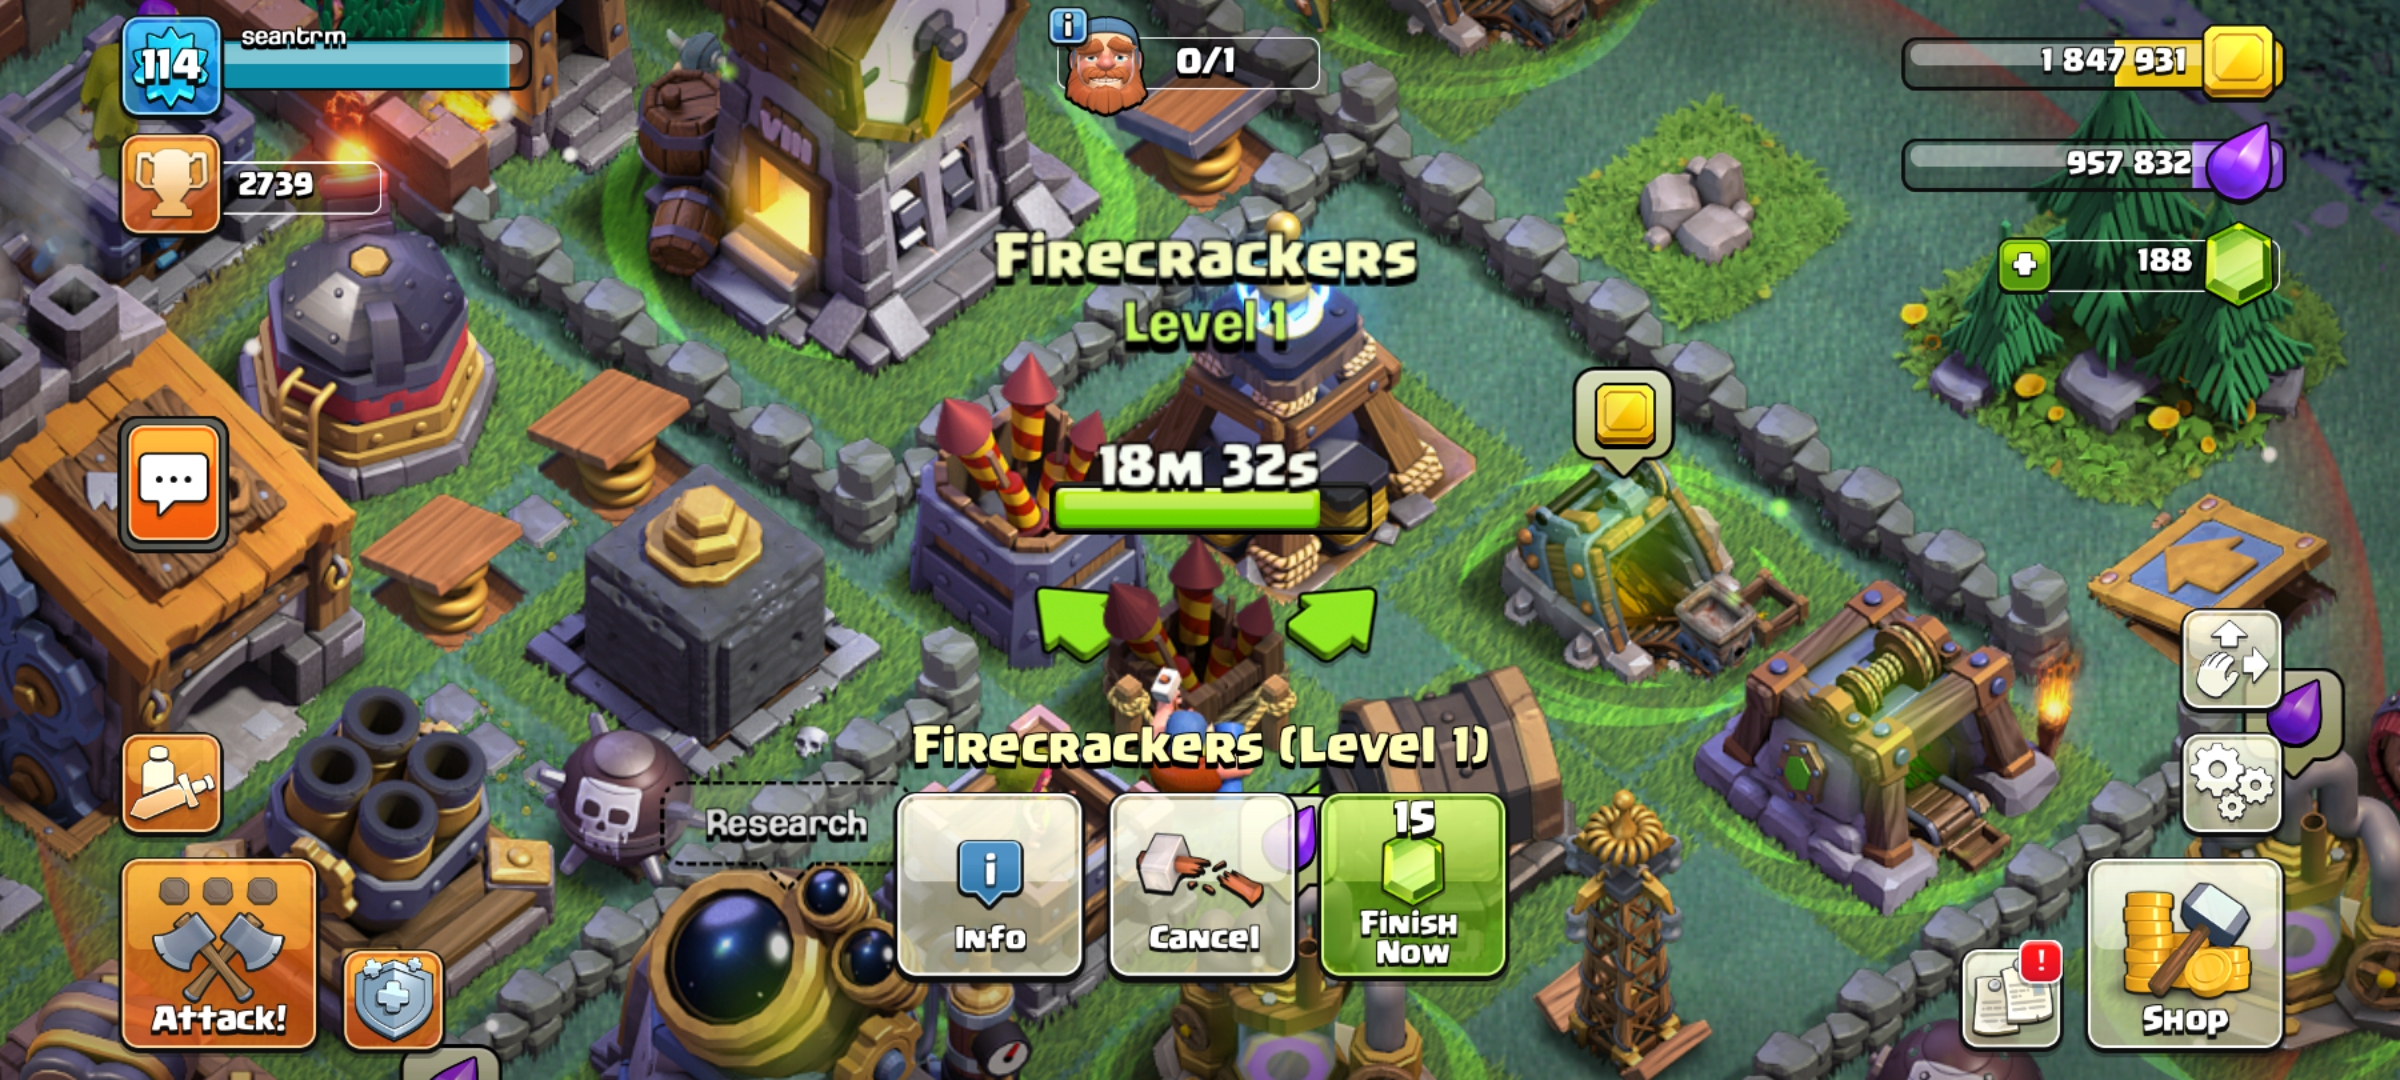 114
seantrm
2739
0/1
1 847 931
957 832
188
VIII
Firecrackers
Level 1
18M 32s
Firecrackers (Level 1)
Research
Info
Cancel
15
Finish
Now
Attack!
!
Shop